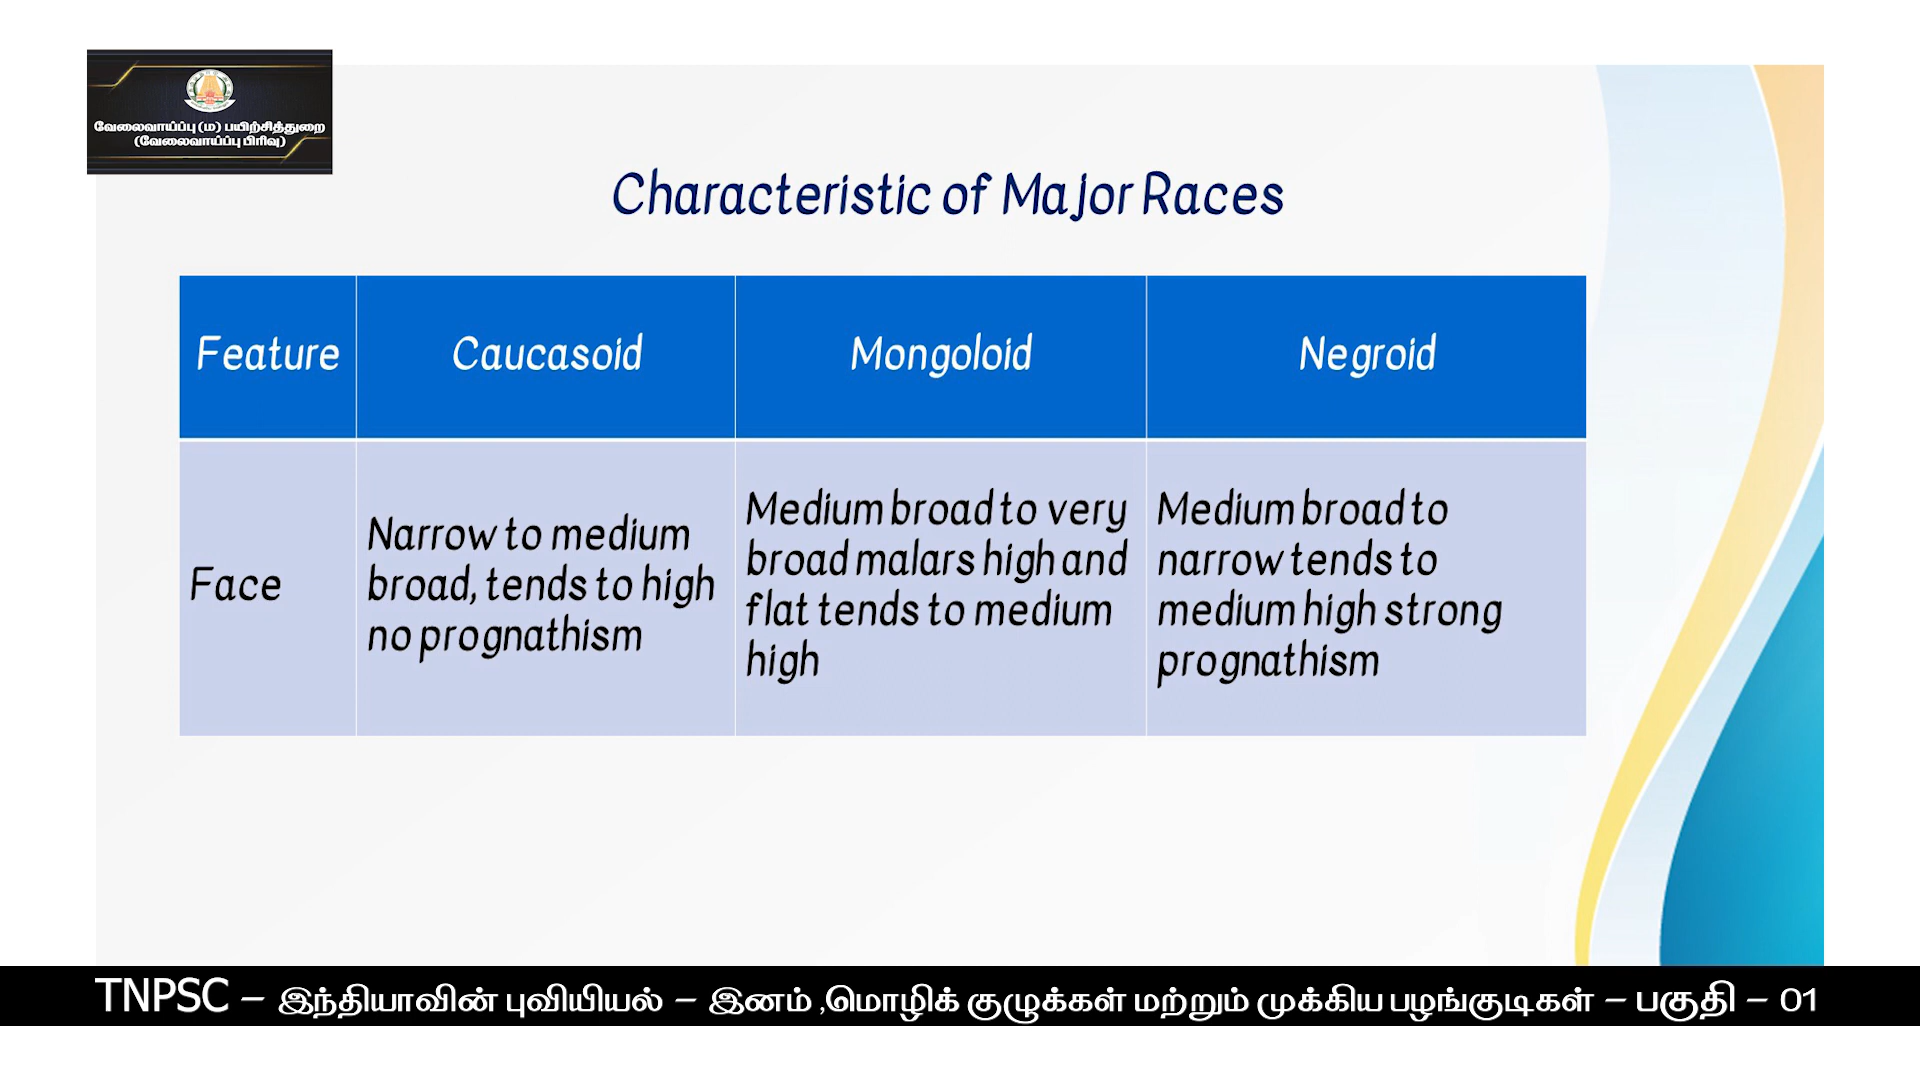 வேலைவாய்ப்பு (ம) பயிற்சித்துறை
(வேலைவாய்ப்பு பிரிவு)
Characteristic of Major Races
Feature
Caucasoid
Mongoloid
Negroid
Face
Narrow to medium
broad, tends to high
no prognathism
Medium broad to very
broad malars high and
flat tends to medium
high
Medium broad to
narrow tends to
medium high strong
prognathism
TNPSC – இந்தியாவின் புவியியல் – இனம் ,மொழிக் குழுக்கள் மற்றும் முக்கிய பழங்குடிகள் – பகுதி – 01